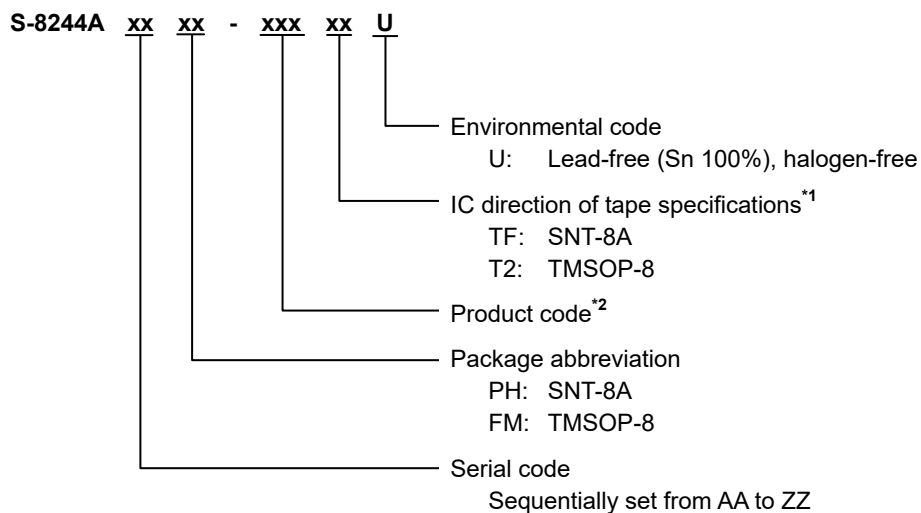 S-8244A xx xx - xxx xx U
Environmental code
U: Lead-free (Sn 100%), halogen-free
IC direction of tape specifications*1
TF: SNT-8A
T2: TMSOP-8
Product code*2
Package abbreviation
PH: SNT-8A
FM: TMSOP-8
Serial code
Sequentially set from AA to ZZ